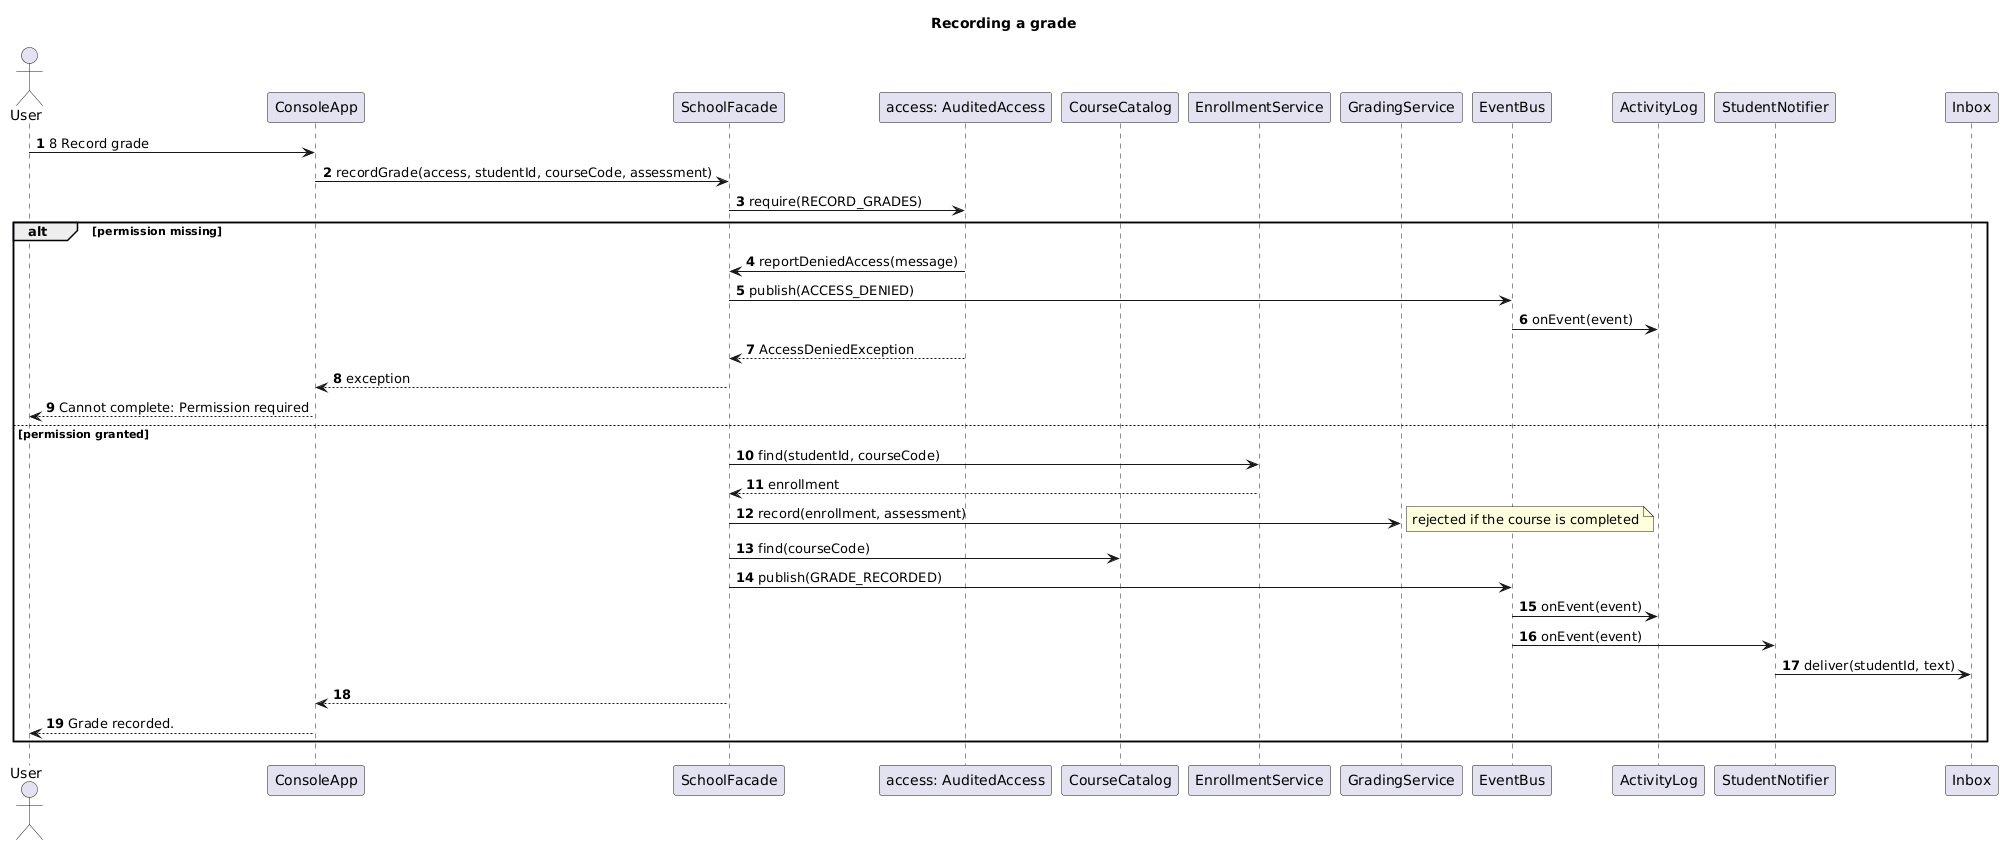 Recording a grade
User
ConsoleApp
SchoolFacade
access: AuditedAccess
CourseCatalog
EnrollmentService
GradingService
EventBus
ActivityLog
StudentNotifier
Inbox
1 8 Record grade
2 recordGrade(access, studentId, courseCode, assessment)
3 require(RECORD_GRADES)
alt [permission missing]
4 reportDeniedAccess(message)
5 publish(ACCESS_DENIED)
6 onEvent(event)
7 AccessDeniedException
8 exception
9 Cannot complete: Permission required
[permission granted]
10 find(studentId, courseCode)
11 enrollment
12 record(enrollment, assessment)
rejected if the course is completed
13 find(courseCode)
14 publish(GRADE_RECORDED)
15 onEvent(event)
16 onEvent(event)
17 deliver(studentId, text)
18
19 Grade recorded.
User
ConsoleApp
SchoolFacade
access: AuditedAccess
CourseCatalog
EnrollmentService
GradingService
EventBus
ActivityLog
StudentNotifier
Inbox